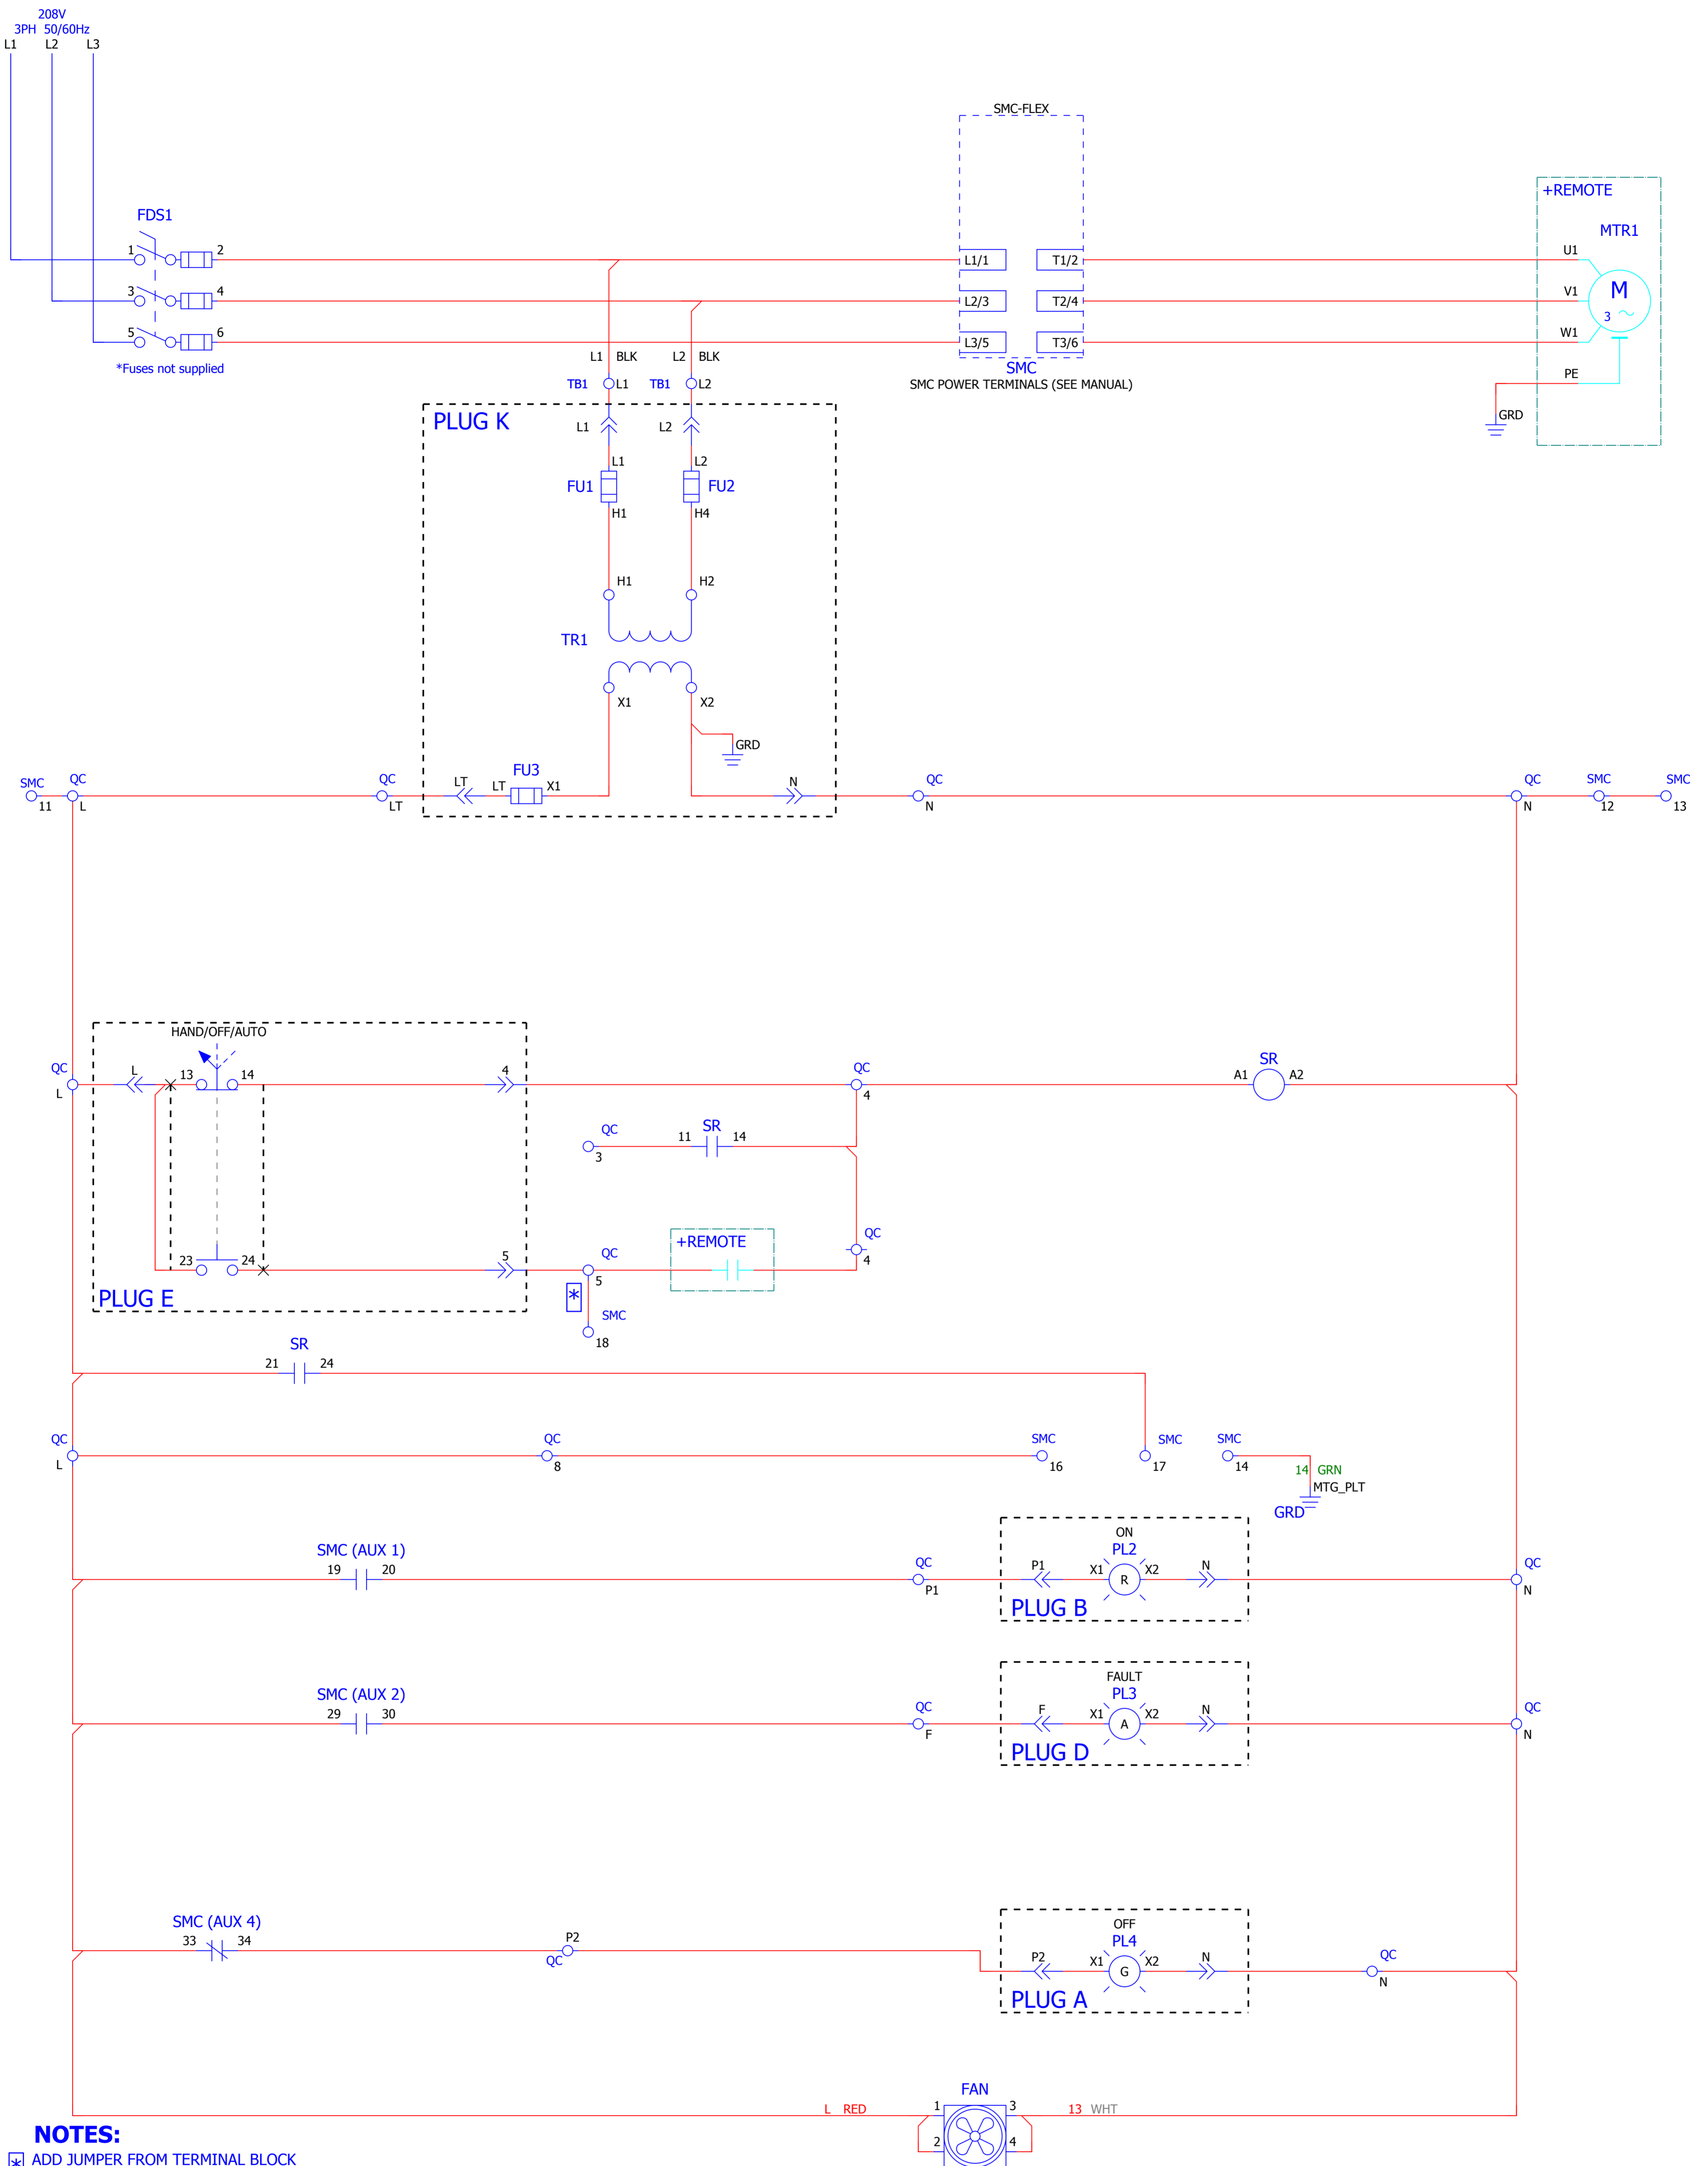 208V
3PH 50/60Hz
L1 L2 L3
SMC-FLEX
+REMOTE
FDS1
MTR1
1 2 L1/1 T1/2 U1
3 4 L2/3 T2/4 V1 M
3
5 6 L3/5 T3/6 W1
*Fuses not supplied
L1 BLK L2 BLK
SMC
PE
TB1 L1 TB1 L2
SMC POWER TERMINALS (SEE MANUAL)
GRD
PLUG K
L1 L2
L1 L2
FU1 FU2
H1 H4
H1 H2
TR1
X1 X2
GRD
SMC QC QC LT LT FU3 X1 N QC QC SMC SMC
11 L LT N N 12 13
HAND/OFF/AUTO
QC L 13 14 4 QC A1 SR A2
L 4
QC 11 SR 14
3
+REMOTE
QC
4
23 24 5 QC
5
PLUG E
*
SMC
18
SR
21 24
QC QC SMC SMC SMC
L 8 16 17 14
14 GRN
MTG_PLT
GRD
ON
SMC (AUX 1) PL2
19 20 QC P1 X1 R X2 N QC
P1 N
PLUG B
FAULT
SMC (AUX 2) PL3
29 30 QC F X1 A X2 N QC
F N
PLUG D
SMC (AUX 4) OFF
33 34 P2 PL4
QC P2 X1 G X2 N QC
N
PLUG A
FAN
L RED 1 3 13 WHT
2 4
NOTES:
* ADD JUMPER FROM TERMINAL BLOCK